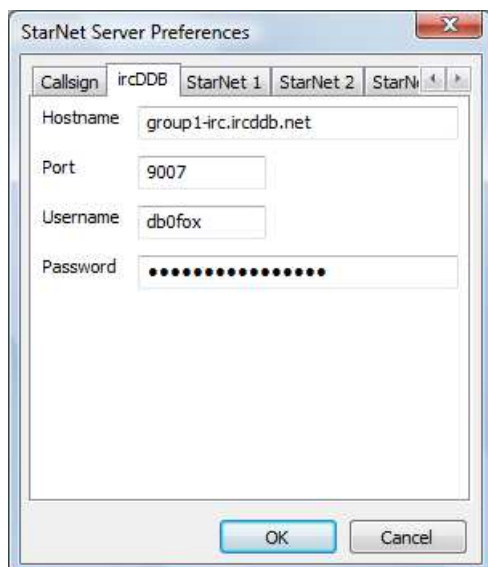 StarNet Server Preferences
Callsign ircDDB StarNet 1 StarNet 2 StarN
Hostname group1-irc.ircddb.net
Port 9007
Username db0fox
Password ••••••••••••••••
OK Cancel